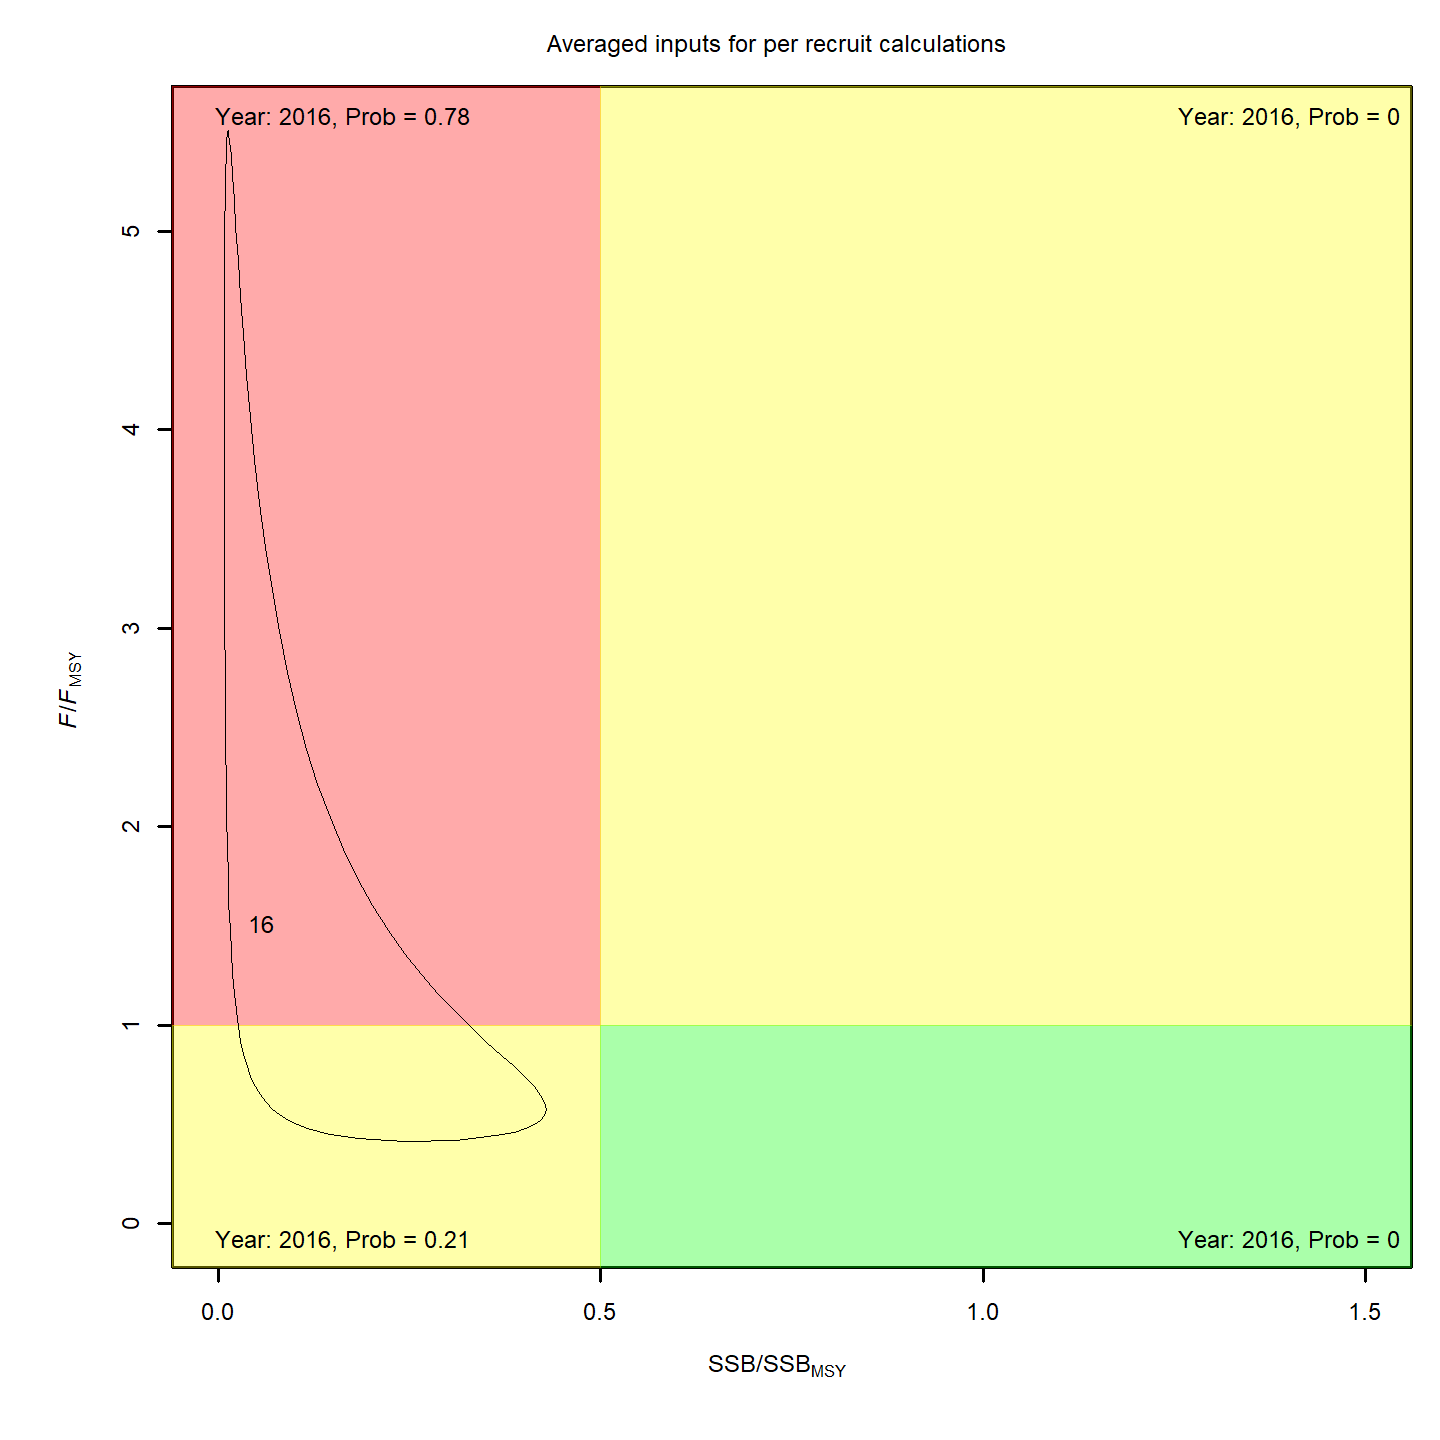 Averaged inputs for per recruit calculations
Year: 2016, Prob = 0.78
Year: 2016, Prob = 0
5
4
3
2
1
0
F/F_MSY
16
Year: 2016, Prob = 0.21
Year: 2016, Prob = 0
0.0
0.5
1.0
1.5
SSB/SSB_MSY